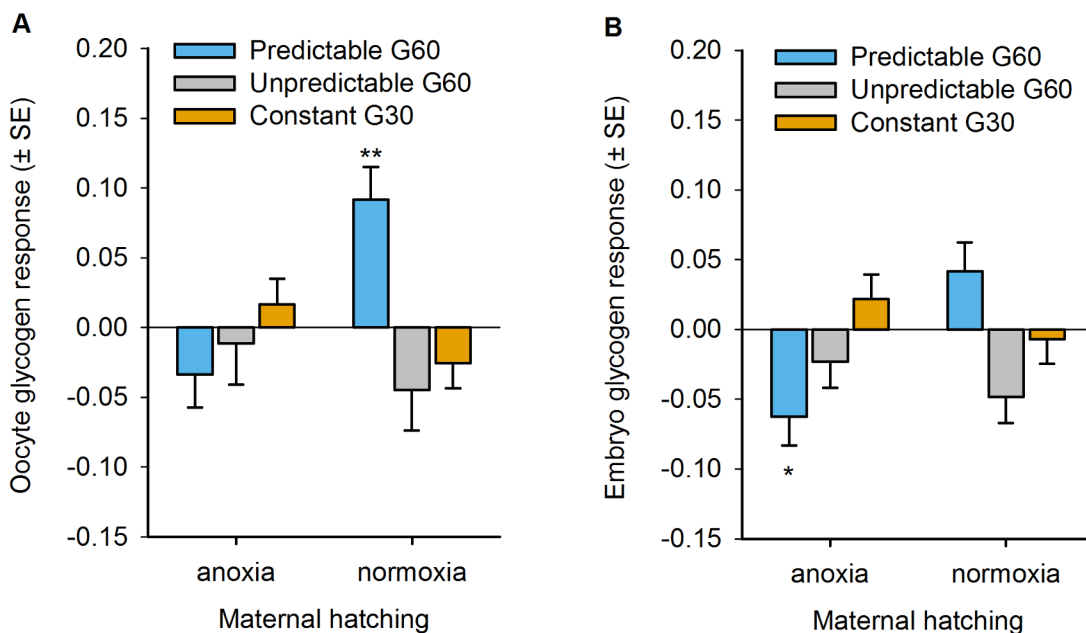 A
Oocyte glycogen response (± SE)
0.20
0.15
0.10
0.05
0.00
-0.05
-0.10
-0.15
Predictable G60
Unpredictable G60
Constant G30
**
anoxia
normoxia
Maternal hatching
B
Embryo glycogen response (± SE)
0.20
0.15
0.10
0.05
0.00
-0.05
-0.10
-0.15
Predictable G60
Unpredictable G60
Constant G30
*
anoxia
normoxia
Maternal hatching